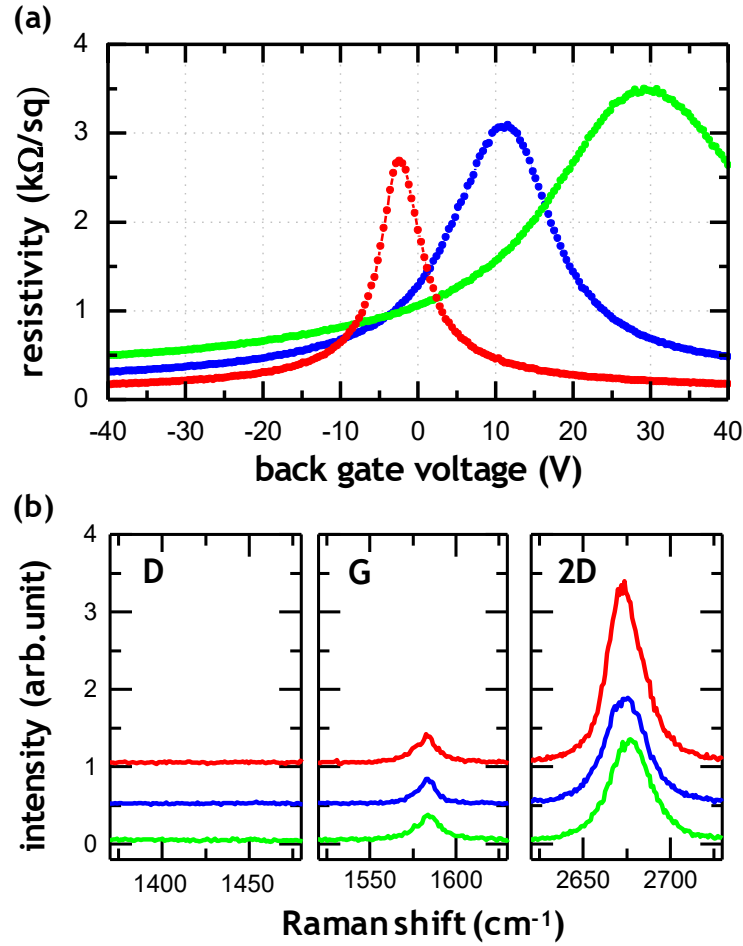 (a)
resistivity (kΩ/sq)
4
3
2
1
0
-40 -30 -20 -10 0 10 20 30 40
back gate voltage (V)
(b)
intensity (arb.unit)
4
3
2
1
0
D G 2D
1400 1450 1550 1600 2650 2700
Raman shift (cm⁻¹)